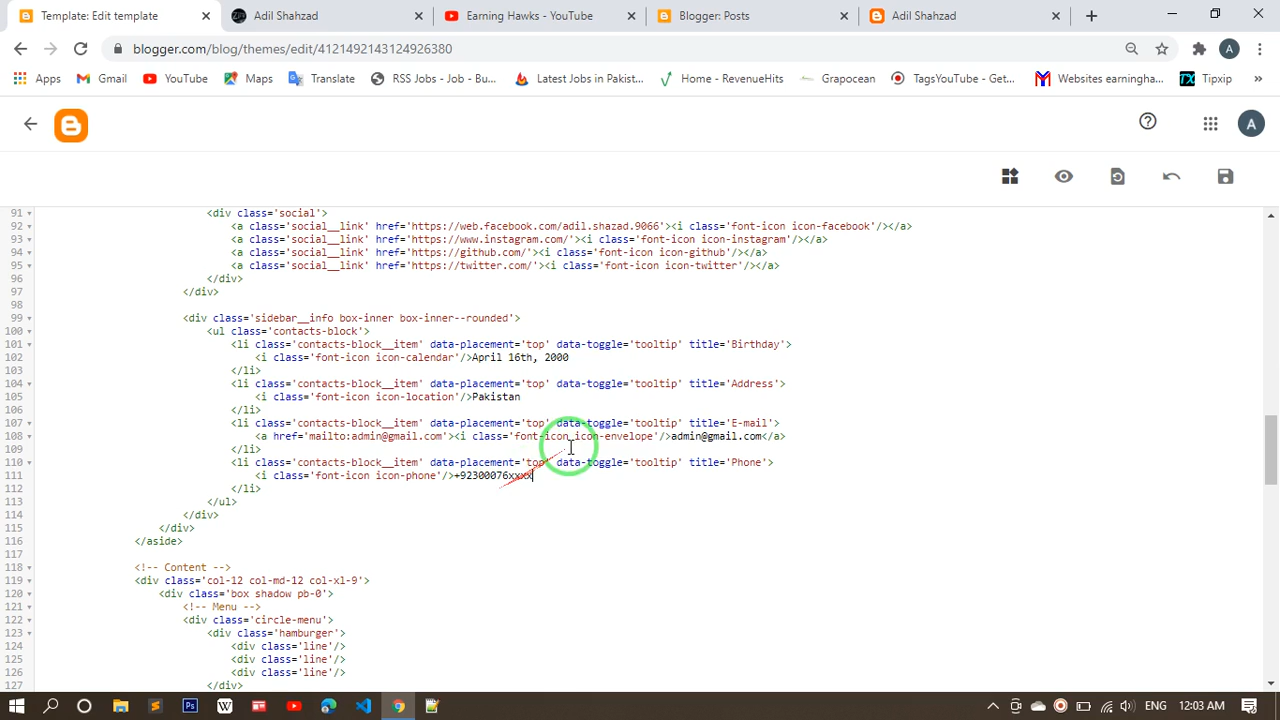 Edit template
Adil Shahzad
Earning Hawks - YouTube
Blogger: Posts
Adil Shahzad
blogger.com/blog/themes/edit/4121492143124926380
A
Apps
Gmail
YouTube
Maps
Translate
RSS Jobs - Job - Bu...
Latest Jobs in Pakist...
Home - RevenueHits
Grapocean
TagsYouTube - Get...
Websites earningha...
Tipxip
A
91 <div class='social'>
92 <a class='social__link' href='https://web.facebook.com/adil.shazad.9066'><i class='font-icon icon-facebook'/></a>
93 <a class='social__link' href='https://www.instagram.com/'><i class='font-icon icon-instagram'/></a>
94 <a class='social__link' href='https://github.com/'><i class='font-icon icon-github'/></a>
95 <a class='social__link' href='https://twitter.com/'><i class='font-icon icon-twitter'/></a>
96 </div>
97 </div>
98
99 <div class='sidebar__info box-inner box-inner--rounded'>
100 <ul class='contacts-block'>
101 <li class='contacts-block__item' data-placement='top' data-toggle='tooltip' title='Birthday'>
102 <i class='font-icon icon-calendar'/>April 16th, 2000
103 </li>
104 <li class='contacts-block__item' data-placement='top' data-toggle='tooltip' title='Address'>
105 <i class='font-icon icon-location'/>Pakistan
106 </li>
107 <li class='contacts-block__item' data-placement='top' data-toggle='tooltip' title='E-mail'>
108 <a href='mailto:admin@gmail.com'><i class='font-icon icon-envelope'/>admin@gmail.com</a>
109 </li>
110 <li class='contacts-block__item' data-placement='top' data-toggle='tooltip' title='Phone'>
111 <i class='font-icon icon-phone'/>+92300076xxxx
112 </li>
113 </ul>
114 </div>
115 </div>
116 </aside>
117
118 <!-- Content -->
119 <div class='col-12 col-md-12 col-xl-9'>
120 <div class='box shadow pb-0'>
121 <!-- Menu -->
122 <div class='circle-menu'>
123 <div class='hamburger'>
124 <div class='line'/>
125 <div class='line'/>
126 <div class='line'/>
127 </div>
ENG
12:03 AM